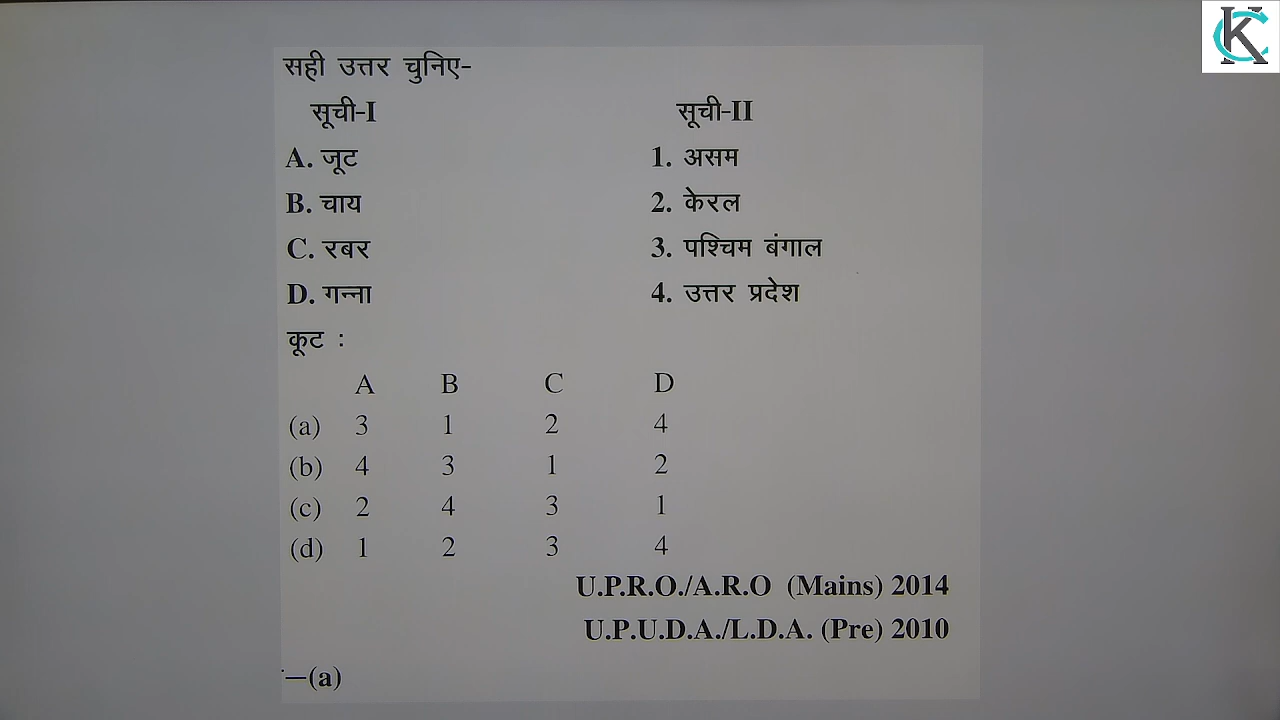 सही उत्तर चुनिए-
सूची-I सूची-II
A. जूट 1. असम
B. चाय 2. केरल
C. रबर 3. पश्चिम बंगाल
D. गन्ना 4. उत्तर प्रदेश
कूट :
A B C D
(a) 3 1 2 4
(b) 4 3 1 2
(c) 2 4 3 1
(d) 1 2 3 4
U.P.R.O./A.R.O (Mains) 2014
U.P.U.D.A./L.D.A. (Pre) 2010
—(a)
KC